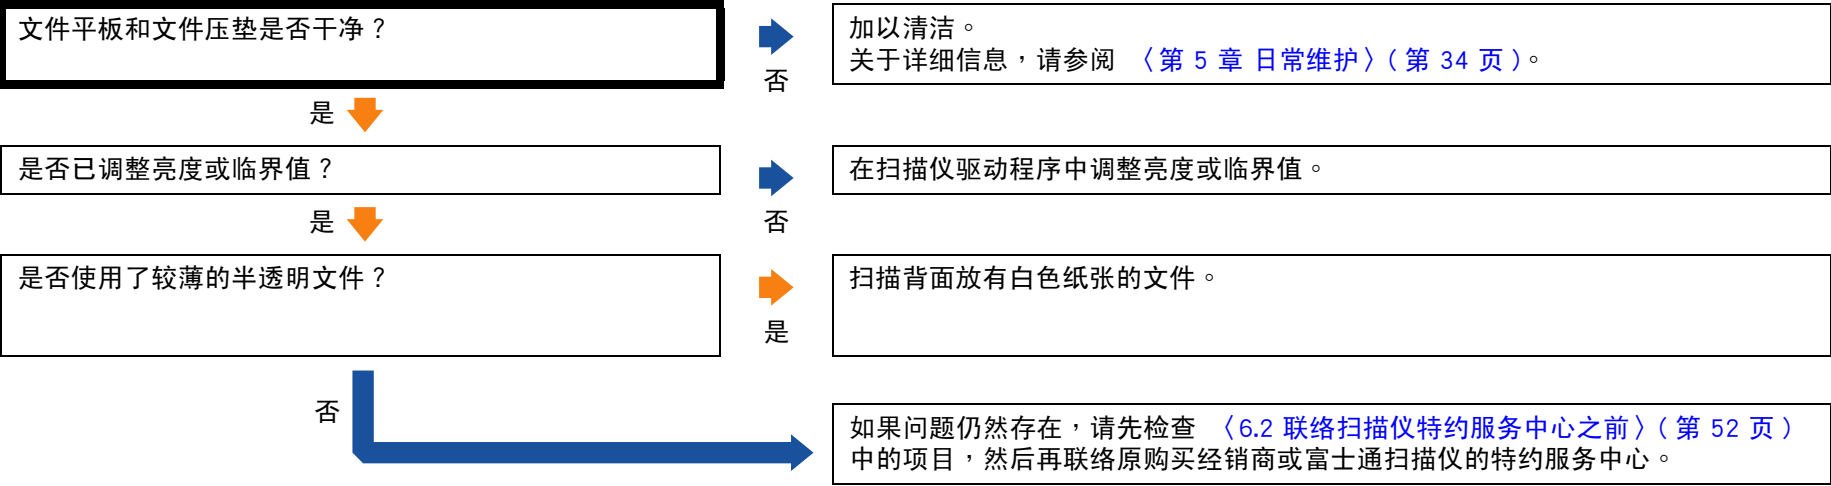 文件平板和文件压垫是否干净？
否
加以清洁。
关于详细信息，请参阅 〈第 5 章 日常维护〉( 第 34 页 )。
是
是否已调整亮度或临界值？
否
在扫描仪驱动程序中调整亮度或临界值。
是
是否使用了较薄的半透明文件？
是
扫描背面放有白色纸张的文件。
否
如果问题仍然存在，请先检查 〈6.2 联络扫描仪特约服务中心之前〉( 第 52 页 )
中的项目，然后再联络原购买经销商或富士通扫描仪的特约服务中心。